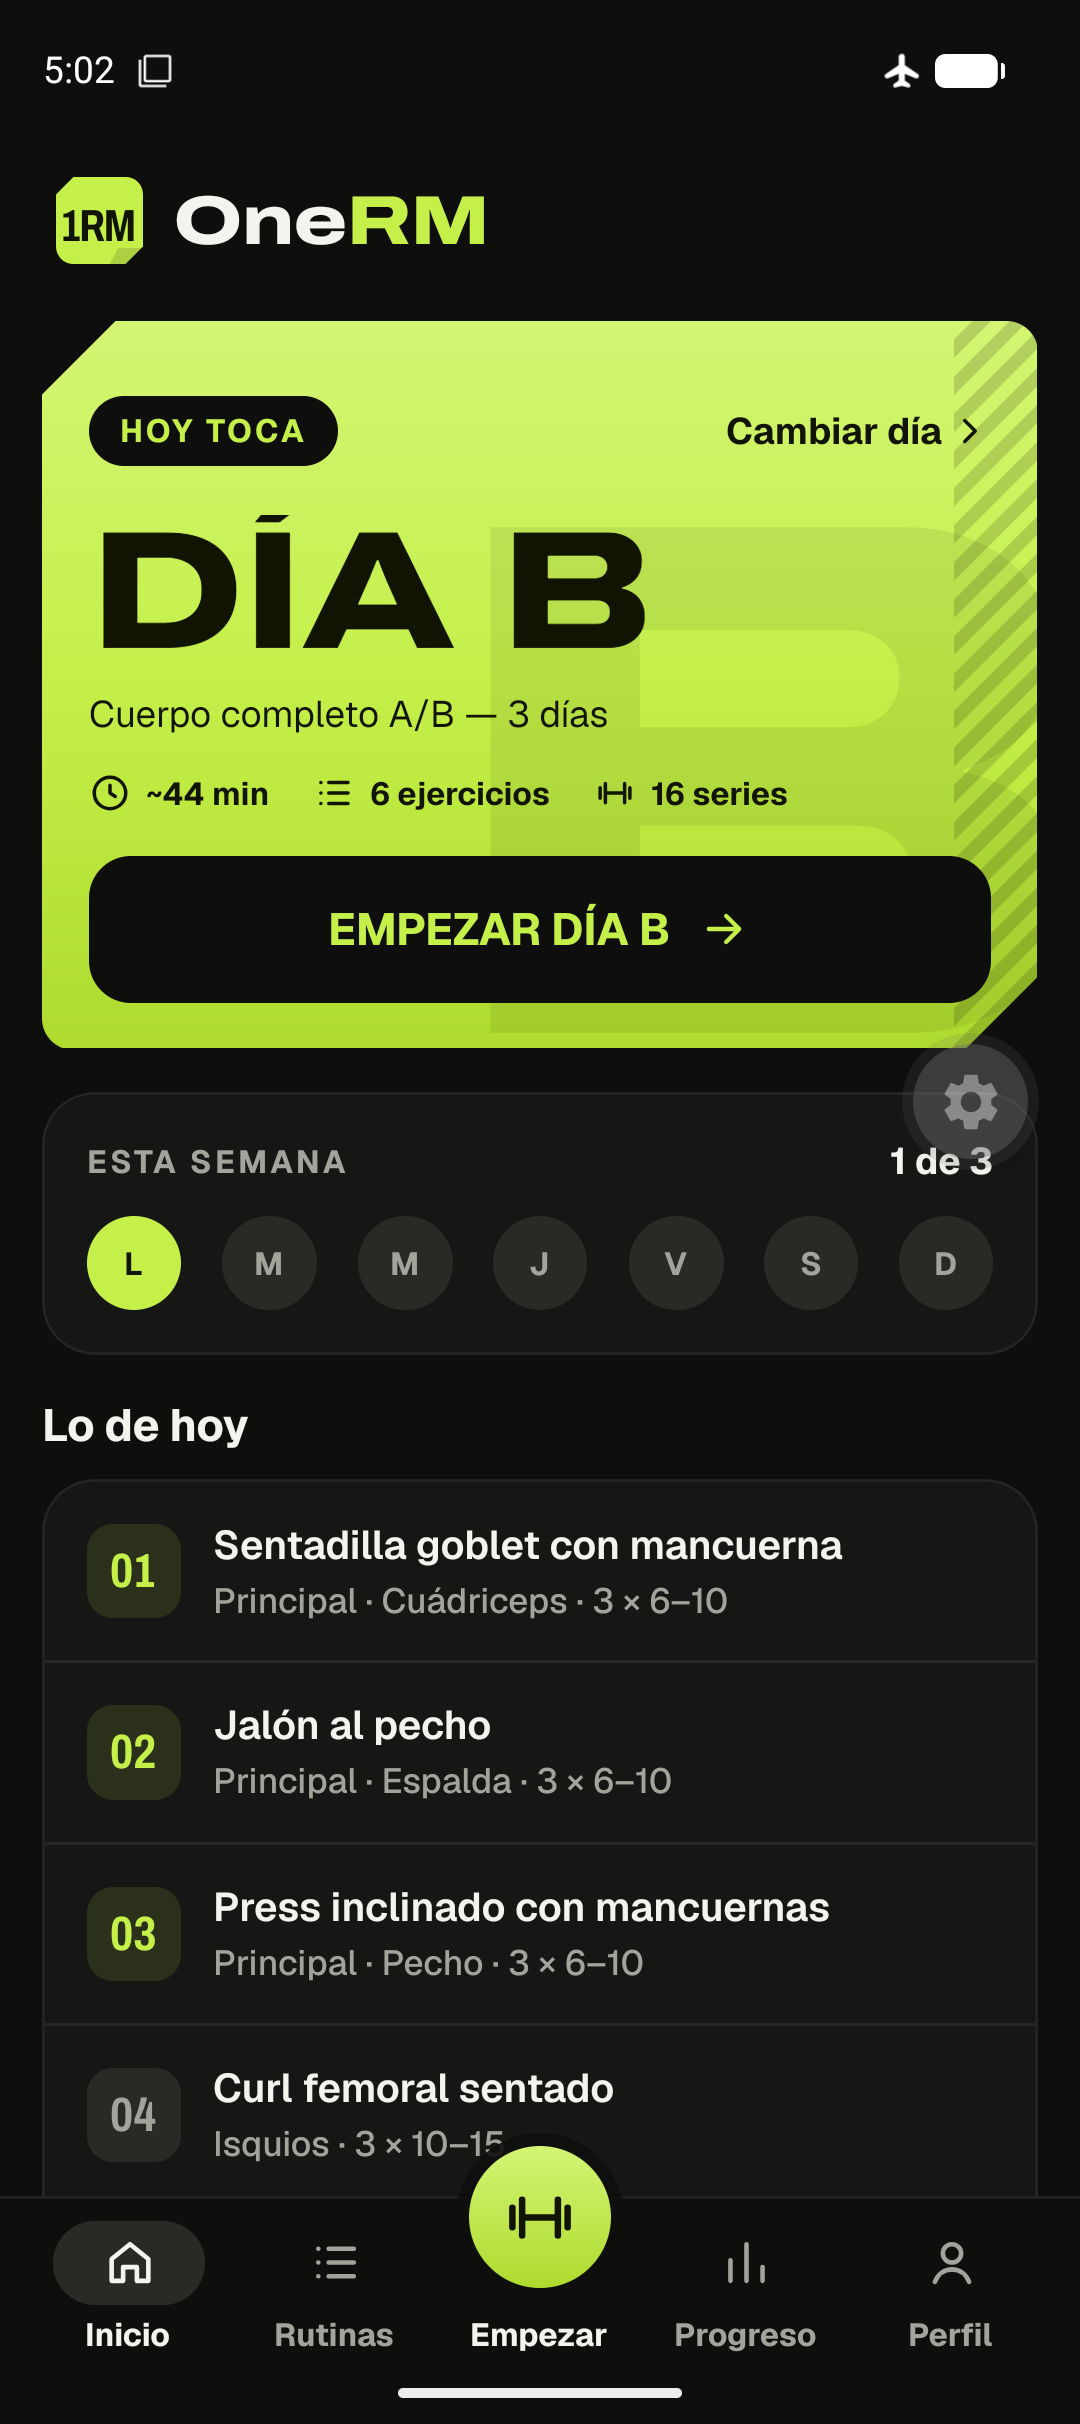 5:02
1RM OneRM
HOY TOCA
Cambiar día
DÍA B
Cuerpo completo A/B — 3 días
~44 min 6 ejercicios 16 series
EMPEZAR DÍA B
ESTA SEMANA 1 de 3
L M M J V S D
Lo de hoy
01 Sentadilla goblet con mancuerna
Principal · Cuádriceps · 3 × 6–10
02 Jalón al pecho
Principal · Espalda · 3 × 6–10
03 Press inclinado con mancuernas
Principal · Pecho · 3 × 6–10
04 Curl femoral sentado
Isquios · 3 × 10–15
Inicio Rutinas Empezar Progreso Perfil